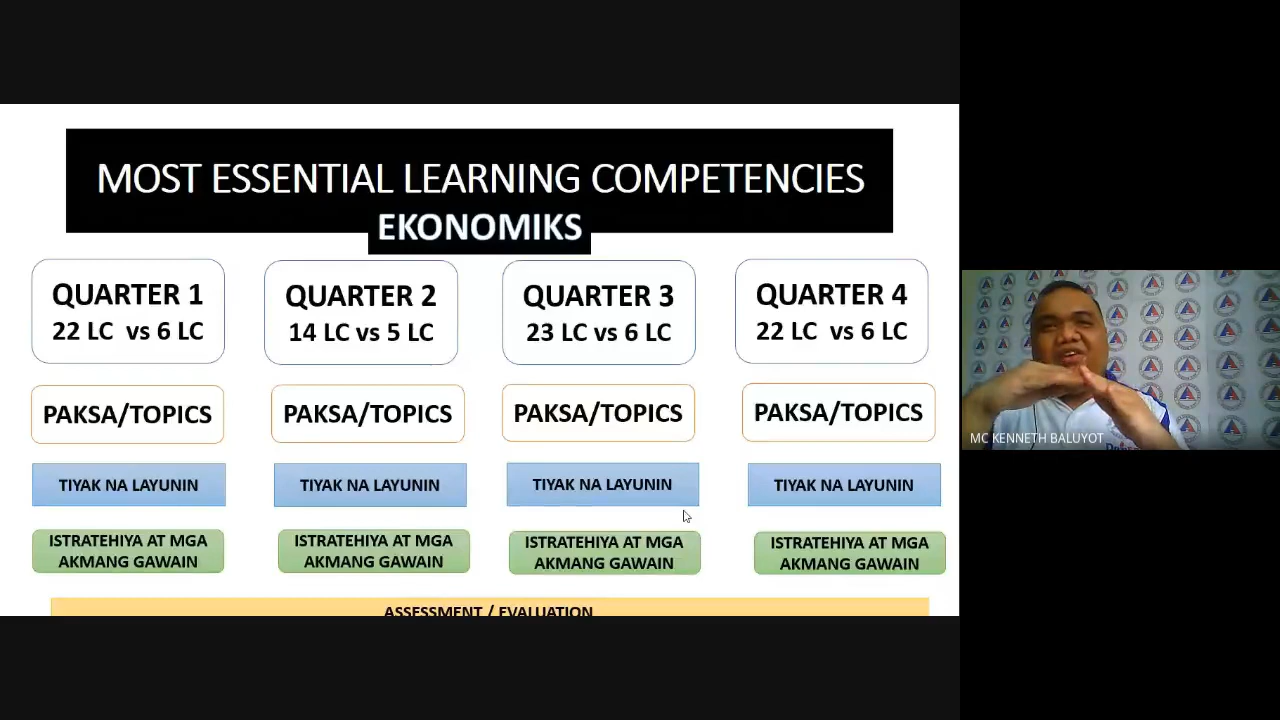 MOST ESSENTIAL LEARNING COMPETENCIES
EKONOMIKS
QUARTER 1
22 LC vs 6 LC
QUARTER 2
14 LC vs 5 LC
QUARTER 3
23 LC vs 6 LC
QUARTER 4
22 LC vs 6 LC
PAKSA/TOPICS
PAKSA/TOPICS
PAKSA/TOPICS
PAKSA/TOPICS
TIYAK NA LAYUNIN
TIYAK NA LAYUNIN
TIYAK NA LAYUNIN
TIYAK NA LAYUNIN
ISTRATEHIYA AT MGA
AKMANG GAWAIN
ISTRATEHIYA AT MGA
AKMANG GAWAIN
ISTRATEHIYA AT MGA
AKMANG GAWAIN
ISTRATEHIYA AT MGA
AKMANG GAWAIN
ASSESSMENT / EVALUATION
MC KENNETH BALUYOT